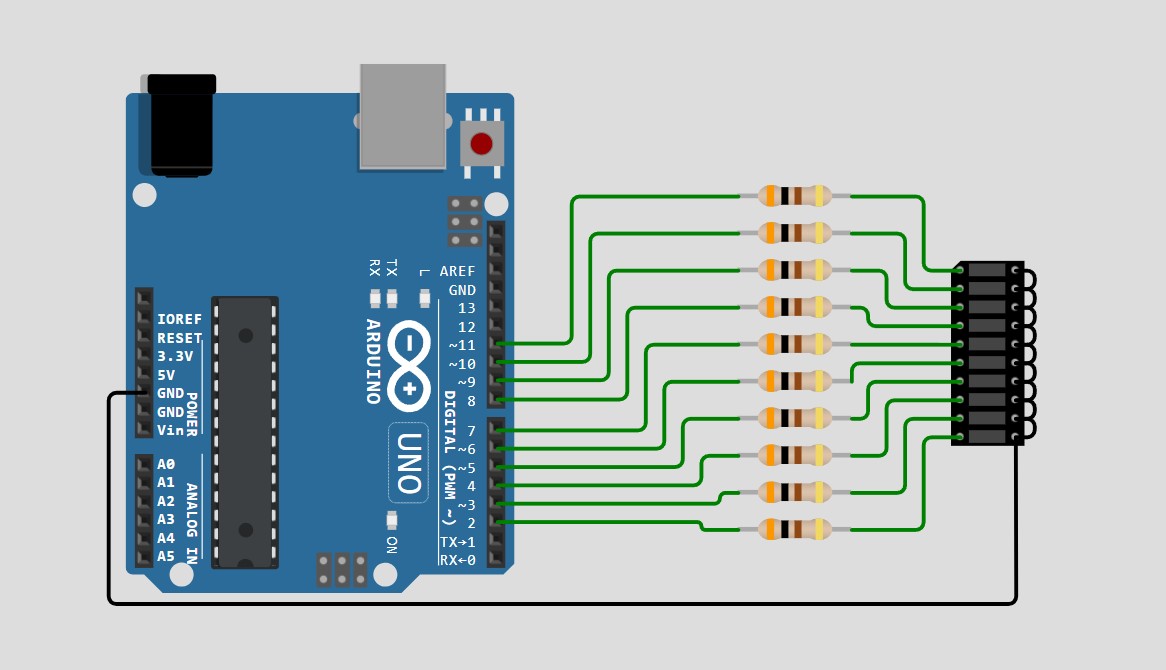 RX
TX
L
AREF
GND
13
12
~11
~10
~9
8
7
~6
~5
4
~3
2
TX→1
RX←0
DIGITAL (PWM ~)
ARDUINO
UNO
ON
IOREF
RESET
3.3V
5V
GND
GND
Vin
POWER
A0
A1
A2
A3
A4
A5
ANALOG IN